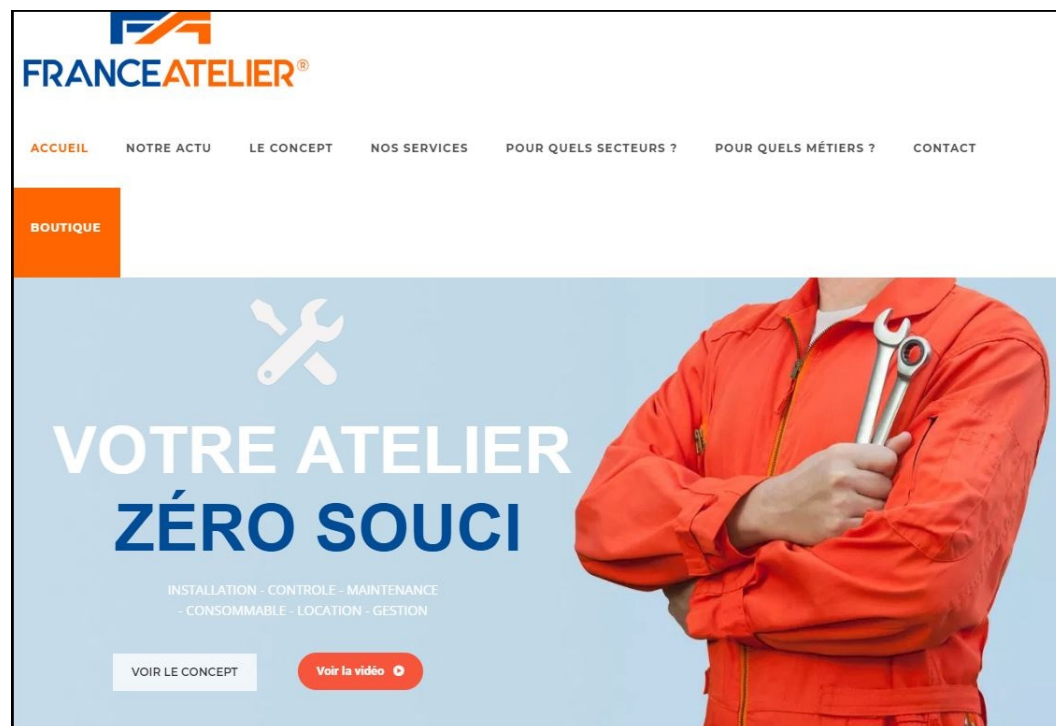 FRANCEATELIER®
ACCUEIL NOTRE ACTU LE CONCEPT NOS SERVICES POUR QUELS SECTEURS ? POUR QUELS MÉTIERS ? CONTACT
BOUTIQUE
VOTRE ATELIER
ZÉRO SOUCI
INSTALLATION - CONTROLE - MAINTENANCE
- CONSOMMABLE - LOCATION - GESTION
VOIR LE CONCEPT Voir la vidéo